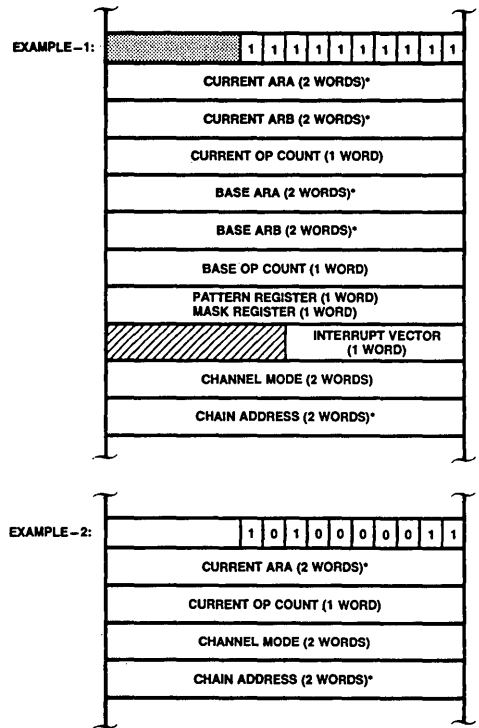 EXAMPLE–1:
1 1 1 1 1 1 1 1 1 1
CURRENT ARA (2 WORDS)*
CURRENT ARB (2 WORDS)*
CURRENT OP COUNT (1 WORD)
BASE ARA (2 WORDS)*
BASE ARB (2 WORDS)*
BASE OP COUNT (1 WORD)
PATTERN REGISTER (1 WORD)
MASK REGISTER (1 WORD)
INTERRUPT VECTOR
(1 WORD)
CHANNEL MODE (2 WORDS)
CHAIN ADDRESS (2 WORDS)*
EXAMPLE–2:
1 0 1 0 0 0 0 0 1 1
CURRENT ARA (2 WORDS)*
CURRENT OP COUNT (1 WORD)
CHANNEL MODE (2 WORDS)
CHAIN ADDRESS (2 WORDS)*